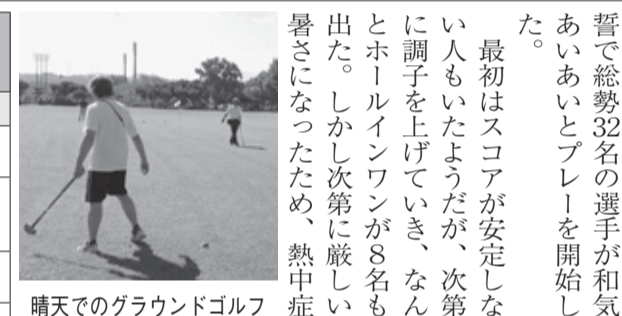 誓で総勢32名の選手が和気
あいあいとプレーを開始し
た。
最初はスコアが安定しな
い人もいたようだが、次第
に調子を上げていき、なん
とホールインワンが８名も
出た。しかし次第に厳しい
暑さになったため、熱中症
晴天でのグラウンドゴルフ